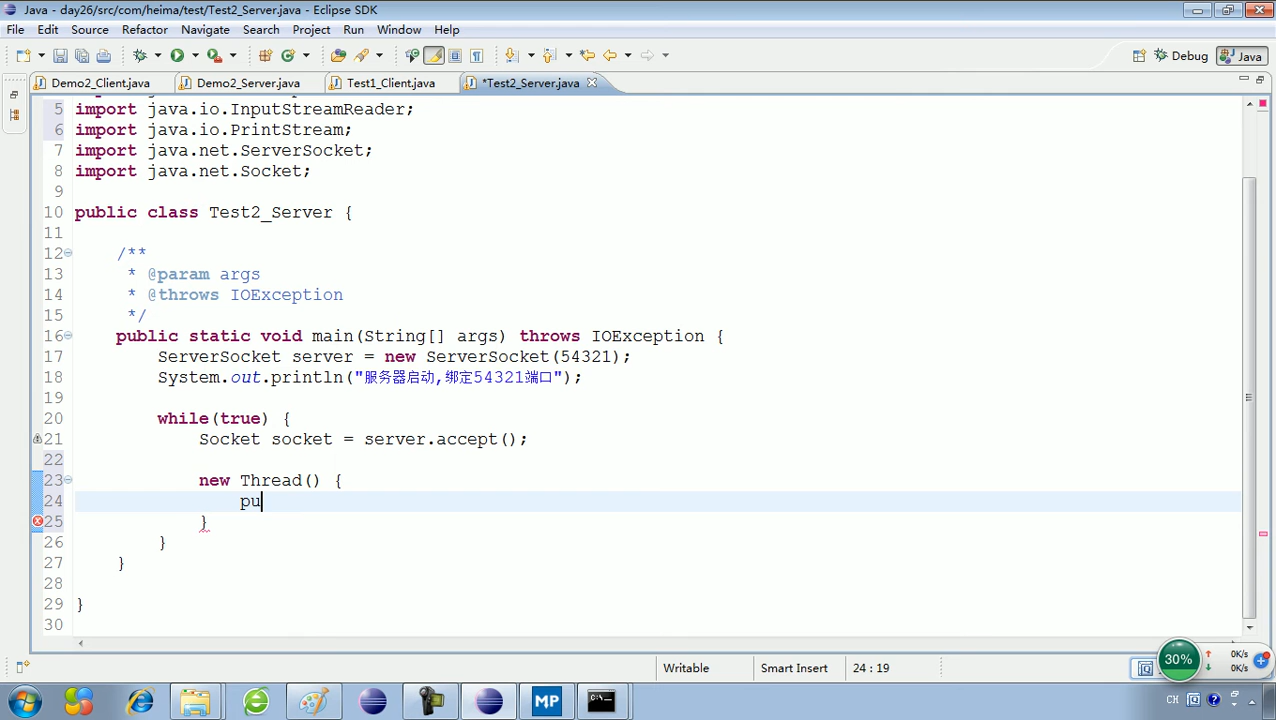 Java - day26/src/com/heima/test/Test2_Server.java - Eclipse SDK
File Edit Source Refactor Navigate Search Project Run Window Help
Debug Java
Demo2_Client.java Demo2_Server.java Test1_Client.java *Test2_Server.java
5 import java.io.InputStreamReader;
6 import java.io.PrintStream;
7 import java.net.ServerSocket;
8 import java.net.Socket;
9
10 public class Test2_Server {
11
12 /**
13 * @param args
14 * @throws IOException
15 */
16 public static void main(String[] args) throws IOException {
17 ServerSocket server = new ServerSocket(54321);
18 System.out.println("服务器启动,绑定54321端口");
19
20 while(true) {
21 Socket socket = server.accept();
22
23 new Thread() {
24 pu
25 }
26 }
27 }
28
29 }
30
Writable Smart Insert 24 : 19
30% 0K/s
0K/s
MP CH